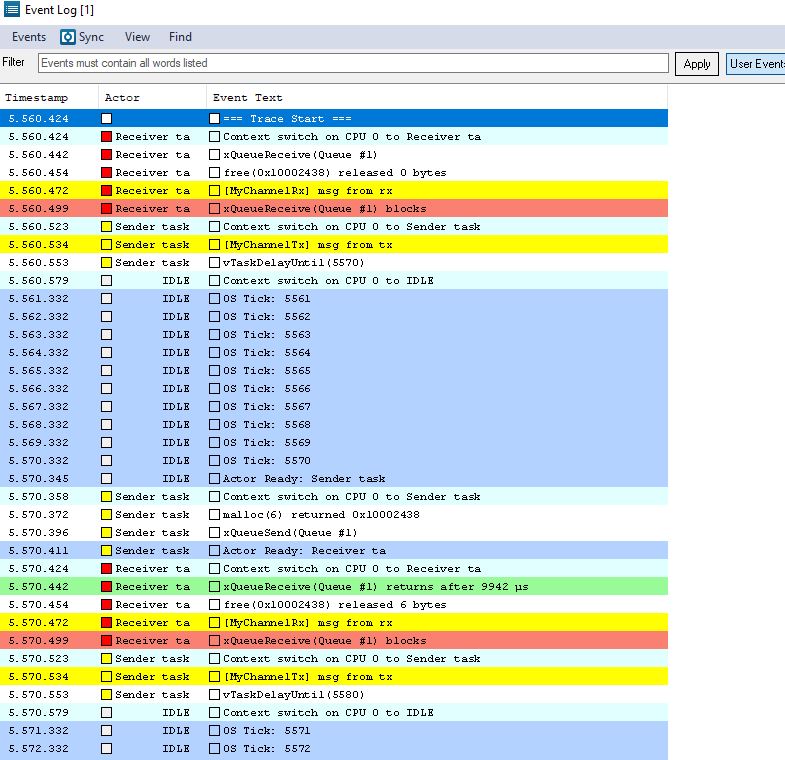 Event Log [1]
Events Sync View Find
Filter Events must contain all words listed Apply User Events
Timestamp Actor Event Text
5.560.424 === Trace Start ===
5.560.424 Receiver ta Context switch on CPU 0 to Receiver ta
5.560.442 Receiver ta xQueueReceive(Queue #1)
5.560.454 Receiver ta free(0x10002438) released 0 bytes
5.560.472 Receiver ta [MyChannelRx] msg from rx
5.560.499 Receiver ta xQueueReceive(Queue #1) blocks
5.560.523 Sender task Context switch on CPU 0 to Sender task
5.560.534 Sender task [MyChannelTx] msg from tx
5.560.553 Sender task vTaskDelayUntil(5570)
5.560.579 IDLE Context switch on CPU 0 to IDLE
5.561.332 IDLE OS Tick: 5561
5.562.332 IDLE OS Tick: 5562
5.563.332 IDLE OS Tick: 5563
5.564.332 IDLE OS Tick: 5564
5.565.332 IDLE OS Tick: 5565
5.566.332 IDLE OS Tick: 5566
5.567.332 IDLE OS Tick: 5567
5.568.332 IDLE OS Tick: 5568
5.569.332 IDLE OS Tick: 5569
5.570.332 IDLE OS Tick: 5570
5.570.345 IDLE Actor Ready: Sender task
5.570.358 Sender task Context switch on CPU 0 to Sender task
5.570.372 Sender task malloc(6) returned 0x10002438
5.570.396 Sender task xQueueSend(Queue #1)
5.570.411 Sender task Actor Ready: Receiver ta
5.570.424 Receiver ta Context switch on CPU 0 to Receiver ta
5.570.442 Receiver ta xQueueReceive(Queue #1) returns after 9942 µs
5.570.454 Receiver ta free(0x10002438) released 6 bytes
5.570.472 Receiver ta [MyChannelRx] msg from rx
5.570.499 Receiver ta xQueueReceive(Queue #1) blocks
5.570.523 Sender task Context switch on CPU 0 to Sender task
5.570.534 Sender task [MyChannelTx] msg from tx
5.570.553 Sender task vTaskDelayUntil(5580)
5.570.579 IDLE Context switch on CPU 0 to IDLE
5.571.332 IDLE OS Tick: 5571
5.572.332 IDLE OS Tick: 5572